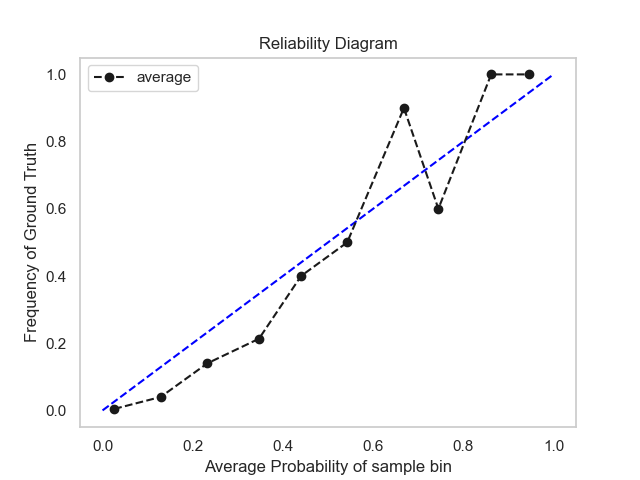 Reliability Diagram
average
1.0
0.8
0.6
0.4
0.2
0.0
Frequency of Ground Truth
0.0 0.2 0.4 0.6 0.8 1.0
Average Probability of sample bin